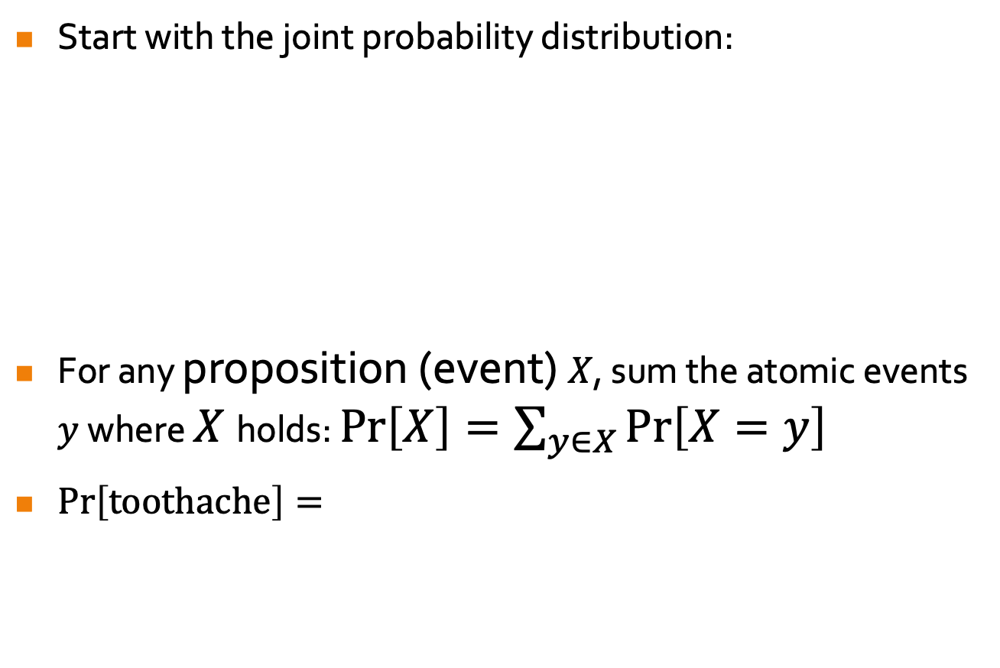 ▪ Start with the joint probability distribution:
▪ For any proposition (event) X, sum the atomic events
y where X holds: Pr[X] = ∑_{y∈X} Pr[X = y]
▪ Pr[toothache] =